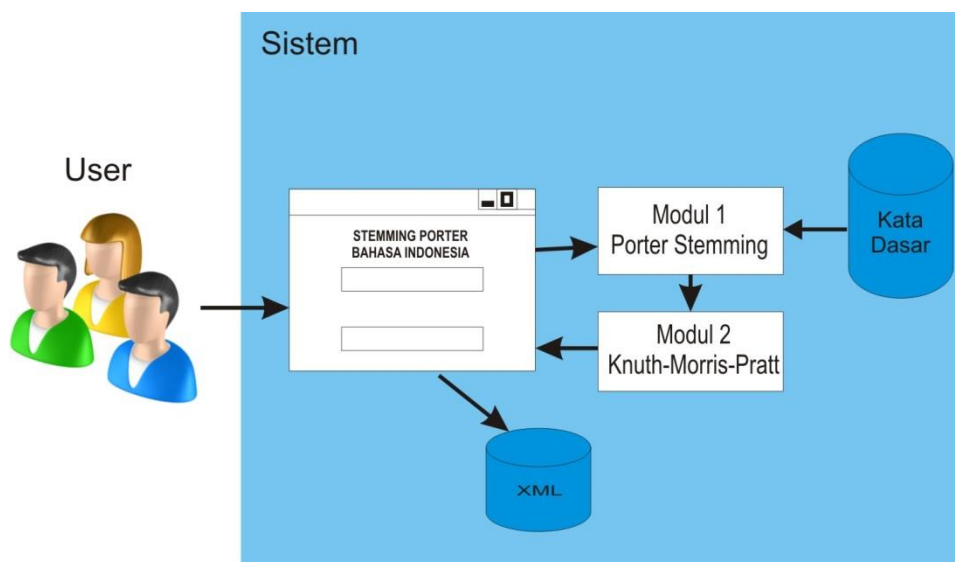 Sistem
User
STEMMING PORTER
BAHASA INDONESIA
Modul 1
Porter Stemming
Kata
Dasar
Modul 2
Knuth-Morris-Pratt
XML